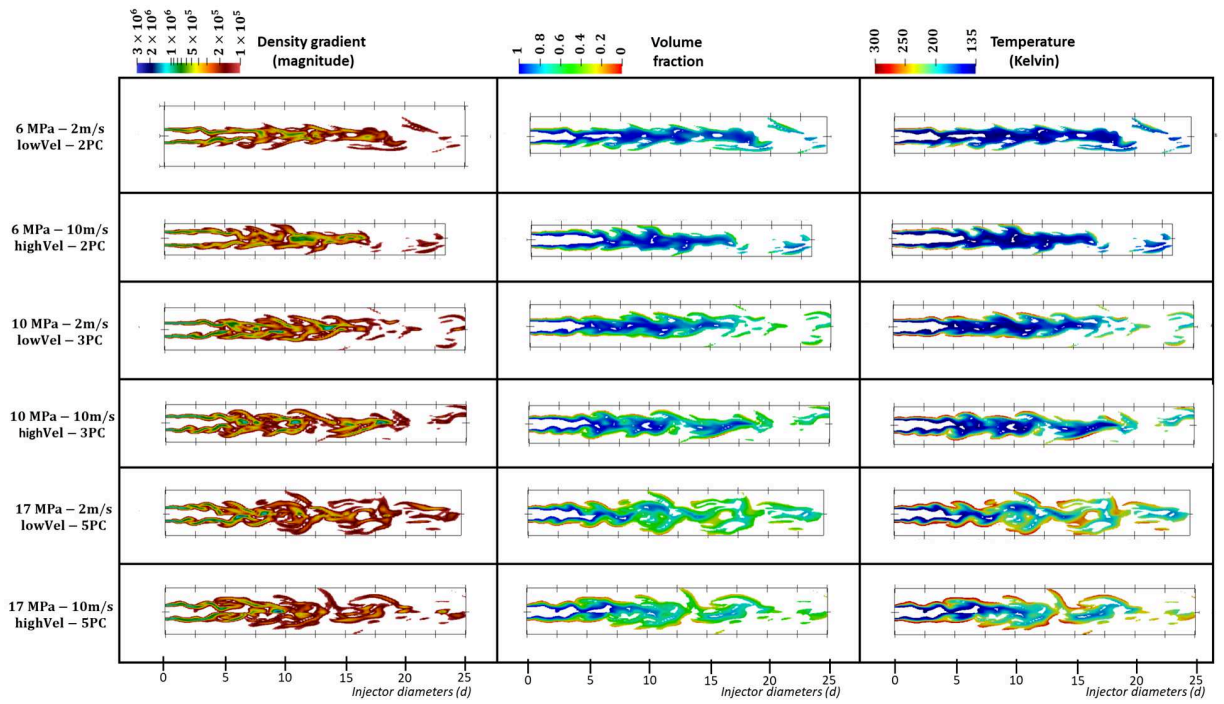 3 × 10⁶
2 × 10⁶
1 × 10⁶
5 × 10⁵
2 × 10⁵
1 × 10⁵
Density gradient
(magnitude)
1
0.8
0.6
0.4
0.2
0
Volume
fraction
300
250
200
135
Temperature
(Kelvin)
6 MPa − 2m/s
lowVel − 2PC
6 MPa − 10m/s
highVel − 2PC
10 MPa − 2m/s
lowVel − 3PC
10 MPa − 10m/s
highVel − 3PC
17 MPa − 2m/s
lowVel − 5PC
17 MPa − 10m/s
highVel − 5PC
0 5 10 15 20 25
Injector diameters (d)
0 5 10 15 20 25
Injector diameters (d)
0 5 10 15 20 25
Injector diameters (d)